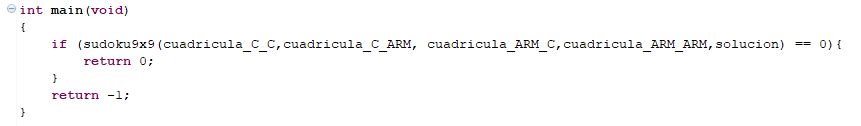 int main(void)
{
    if (sudoku9x9(cuadricula_C_C,cuadricula_C_ARM, cuadricula_ARM_C,cuadricula_ARM_ARM,solucion) == 0){
        return 0;
    }
    return -1;
}